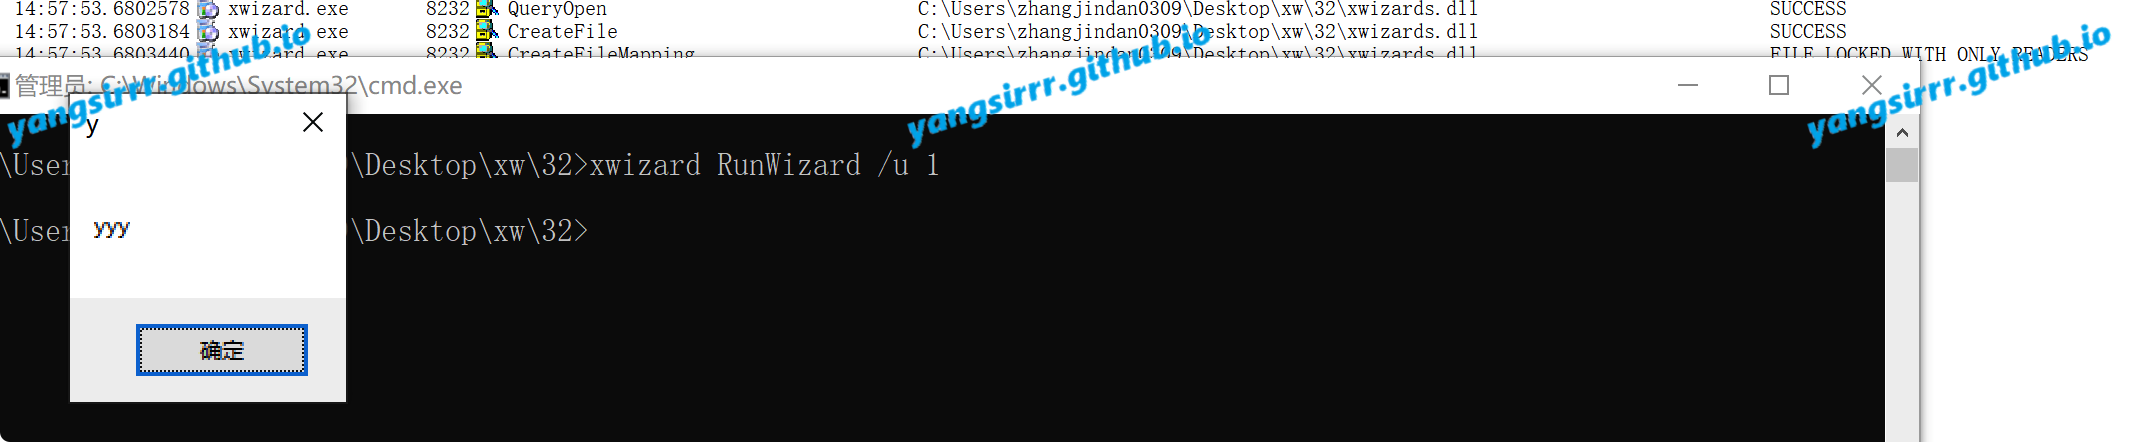 14:57:53.6802578 xwizard.exe 8232 QueryOpen C:\Users\zhangjindan0309\Desktop\xw\32\xwizards.dll SUCCESS
14:57:53.6803184 xwizard.exe 8232 CreateFile C:\Users\zhangjindan0309\Desktop\xw\32\xwizards.dll SUCCESS
14:57:53.6803440 xwizard.exe 8232 CreateFileMapping C:\Users\zhangjindan0309\Desktop\xw\32\xwizards.dll FILE LOCKED WITH ONLY READERS
管理员: C:\Windows\System32\cmd.exe
y
\User \Desktop\xw\32>xwizard RunWizard /u 1
yyy
\User \Desktop\xw\32>
确定
yangsirrr.github.io
yangsirrr.github.io
yangsirrr.github.io